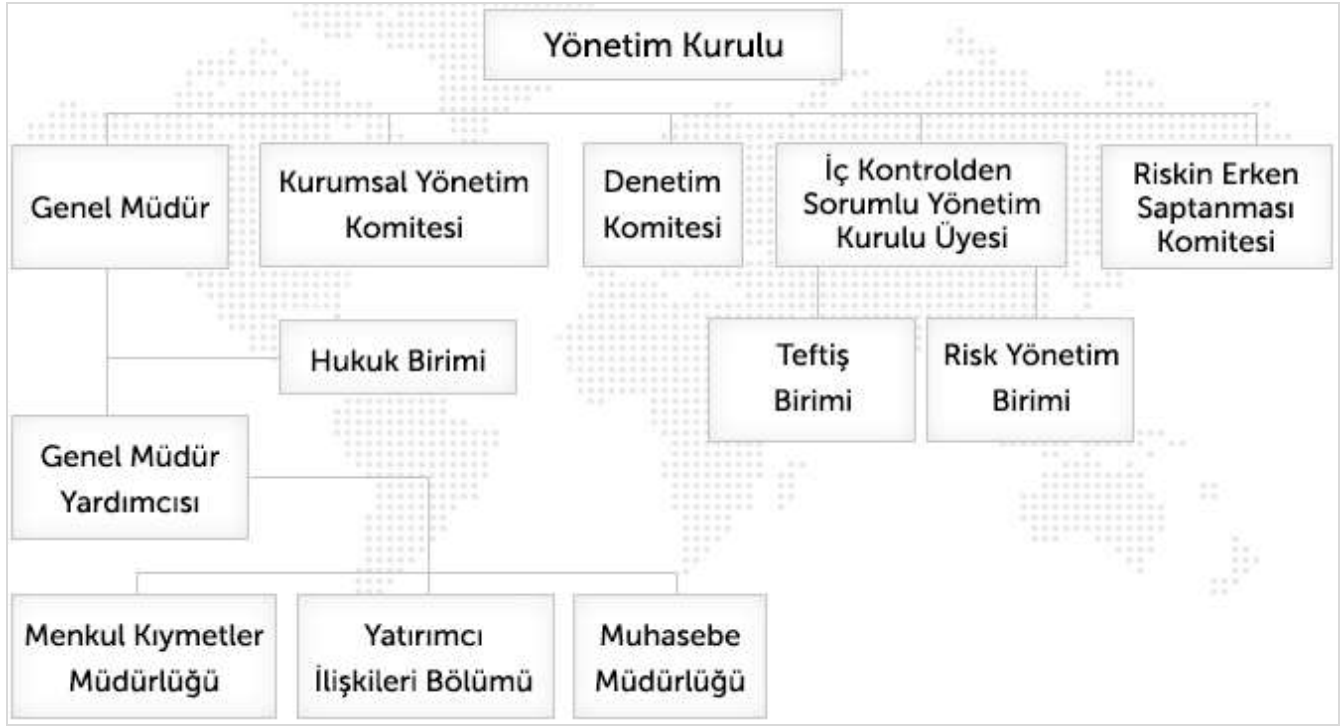 Yönetim Kurulu
Genel Müdür
Kurumsal Yönetim
Komitesi
Denetim
Komitesi
İç Kontrolden
Sorumlu Yönetim
Kurulu Üyesi
Riskin Erken
Saptanması
Komitesi
Hukuk Birimi
Teftiş
Birimi
Risk Yönetim
Birimi
Genel Müdür
Yardımcısı
Menkul Kıymetler
Müdürlüğü
Yatırımcı
İlişkileri Bölümü
Muhasebe
Müdürlüğü